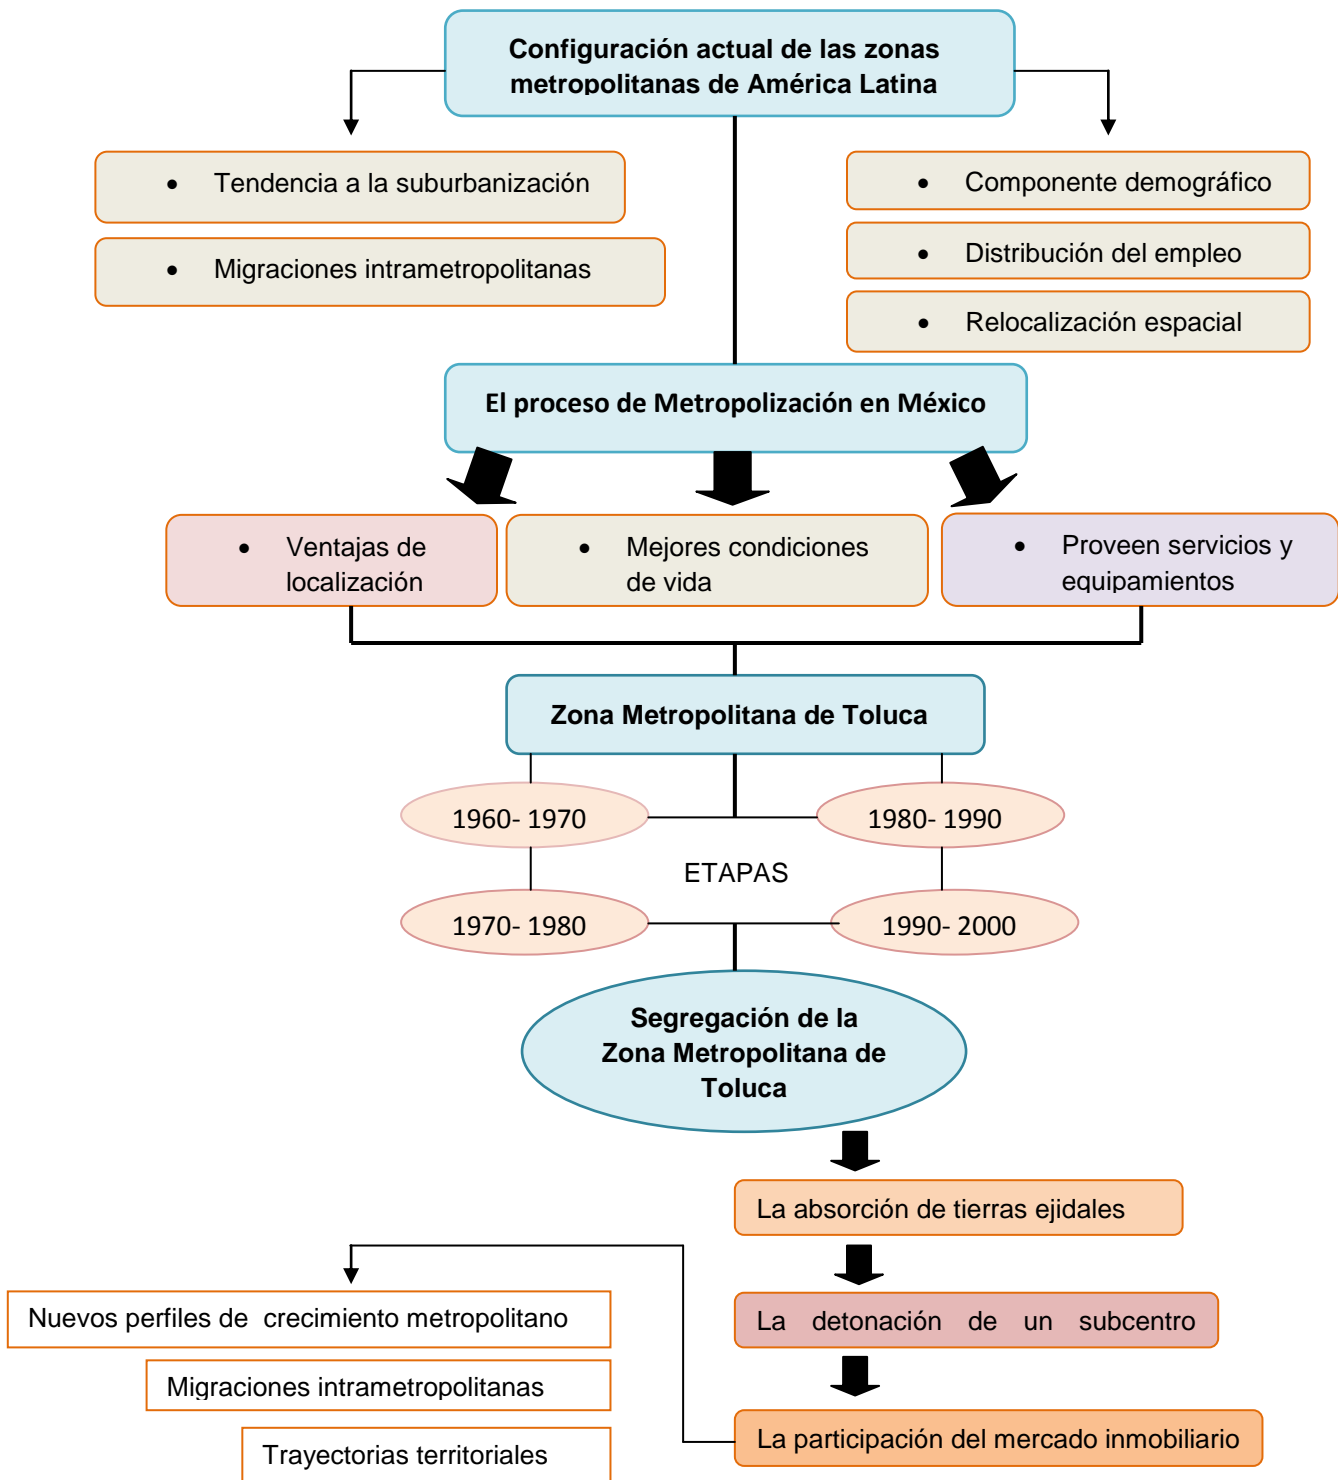 Configuración actual de las zonas
metropolitanas de América Latina
• Tendencia a la suburbanización
• Migraciones intrametropolitanas
• Componente demográfico
• Distribución del empleo
• Relocalización espacial
El proceso de Metropolización en México
• Ventajas de
localización
• Mejores condiciones
de vida
• Proveen servicios y
equipamientos
Zona Metropolitana de Toluca
1960- 1970
1980- 1990
ETAPAS
1970- 1980
1990- 2000
Segregación de la
Zona Metropolitana de
Toluca
La absorción de tierras ejidales
La detonación de un subcentro
La participación del mercado inmobiliario
Nuevos perfiles de crecimiento metropolitano
Migraciones intrametropolitanas
Trayectorias territoriales